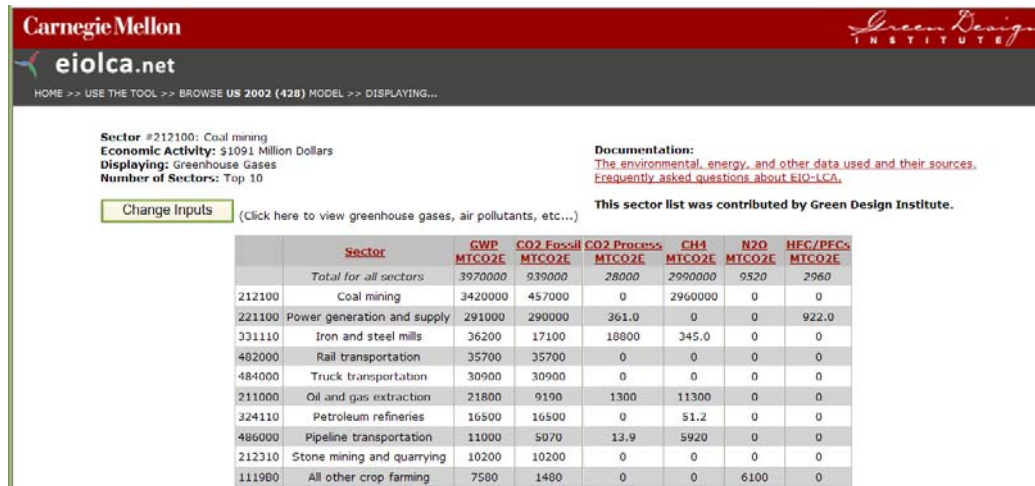 Carnegie Mellon
Green Design
INSTITUTE
eiolca.net
HOME >> USE THE TOOL >> BROWSE US 2002 (428) MODEL >> DISPLAYING...
Sector #212100: Coal mining
Economic Activity: $1091 Million Dollars
Displaying: Greenhouse Gases
Number of Sectors: Top 10
Documentation:
The environmental, energy, and other data used and their sources.
Frequently asked questions about EIO-LCA.
This sector list was contributed by Green Design Institute.
Change Inputs (Click here to view greenhouse gases, air pollutants, etc...)
Sector GWP MTCO2E CO2 Fossil MTCO2E CO2 Process MTCO2E CH4 MTCO2E N2O MTCO2E HFC/PFCs MTCO2E
Total for all sectors 3970000 939000 28000 2990000 9520 2960
212100 Coal mining 3420000 457000 0 2960000 0 0
221100 Power generation and supply 291000 290000 361.0 0 0 922.0
331110 Iron and steel mills 36200 17100 18800 345.0 0 0
482000 Rail transportation 35700 35700 0 0 0 0
484000 Truck transportation 30900 30900 0 0 0 0
211000 Oil and gas extraction 21800 9190 1300 11300 0 0
324110 Petroleum refineries 16500 16500 0 51.2 0 0
486000 Pipeline transportation 11000 5070 13.9 5920 0 0
212310 Stone mining and quarrying 10200 10200 0 0 0 0
1119B0 All other crop farming 7580 1480 0 0 6100 0